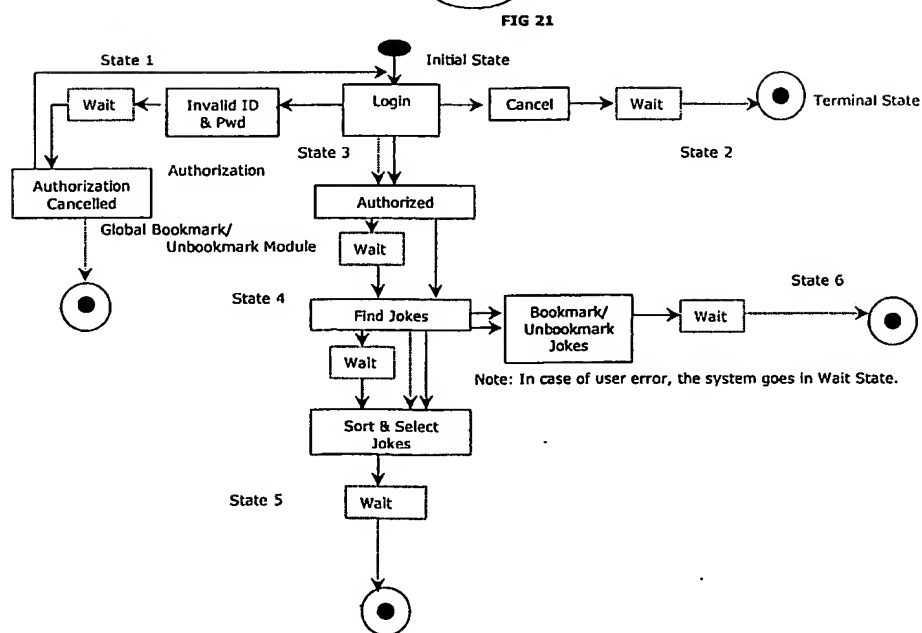 FIG 21
State 1
Initial State
Wait
Invalid ID
& Pwd
Login
Cancel
Wait
Terminal State
State 3
State 2
Authorization
Authorization
Cancelled
Authorized
Global Bookmark/
Unbookmark Module
Wait
State 4
Find Jokes
Bookmark/
Unbookmark
Jokes
Wait
State 6
Wait
Note: In case of user error, the system goes in Wait State.
Sort & Select
Jokes
State 5
Wait